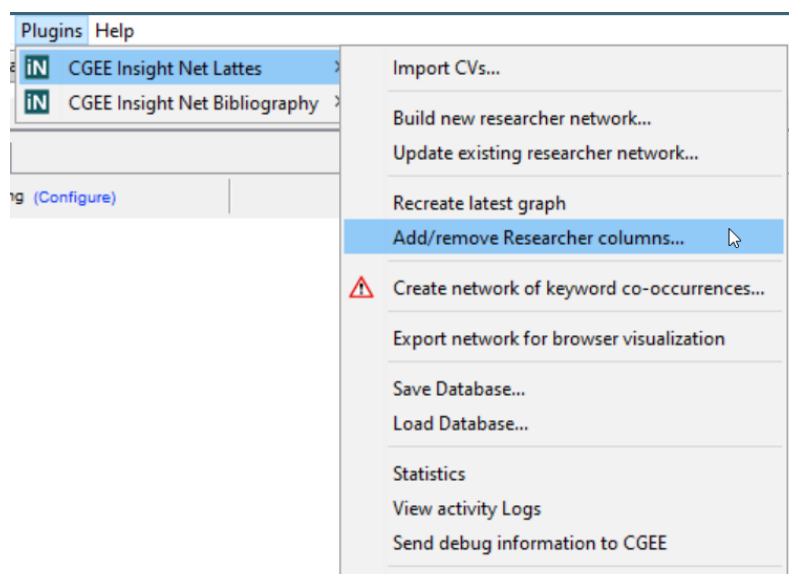 Plugins Help
iN CGEE Insight Net Lattes
iN CGEE Insight Net Bibliography
(Configure)
Import CVs...
Build new researcher network...
Update existing researcher network...
Recreate latest graph
Add/remove Researcher columns...
Create network of keyword co-occurrences...
Export network for browser visualization
Save Database...
Load Database...
Statistics
View activity Logs
Send debug information to CGEE